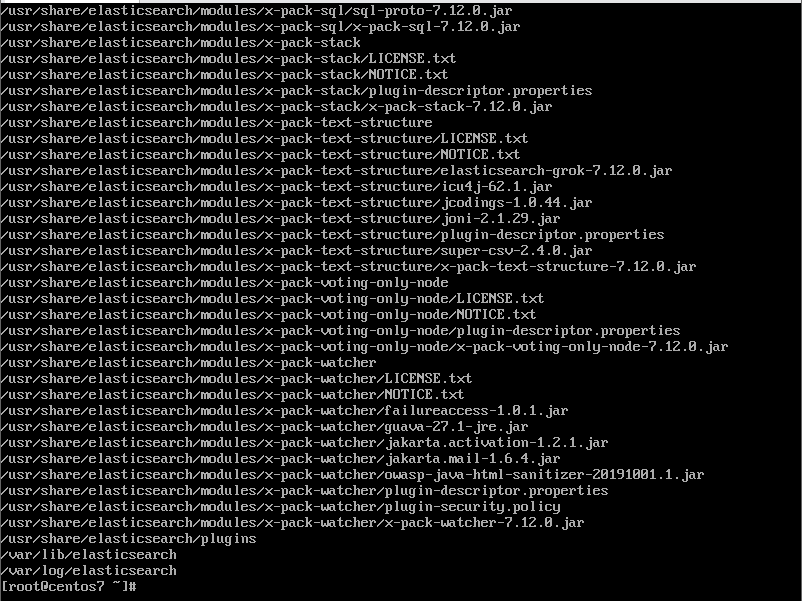 /usr/share/elasticsearch/modules/x-pack-sql/sql-proto-7.12.0.jar
/usr/share/elasticsearch/modules/x-pack-sql/x-pack-sql-7.12.0.jar
/usr/share/elasticsearch/modules/x-pack-stack
/usr/share/elasticsearch/modules/x-pack-stack/LICENSE.txt
/usr/share/elasticsearch/modules/x-pack-stack/NOTICE.txt
/usr/share/elasticsearch/modules/x-pack-stack/plugin-descriptor.properties
/usr/share/elasticsearch/modules/x-pack-stack/x-pack-stack-7.12.0.jar
/usr/share/elasticsearch/modules/x-pack-text-structure
/usr/share/elasticsearch/modules/x-pack-text-structure/LICENSE.txt
/usr/share/elasticsearch/modules/x-pack-text-structure/NOTICE.txt
/usr/share/elasticsearch/modules/x-pack-text-structure/elasticsearch-grok-7.12.0.jar
/usr/share/elasticsearch/modules/x-pack-text-structure/icu4j-62.1.jar
/usr/share/elasticsearch/modules/x-pack-text-structure/jcodings-1.0.44.jar
/usr/share/elasticsearch/modules/x-pack-text-structure/joni-2.1.29.jar
/usr/share/elasticsearch/modules/x-pack-text-structure/plugin-descriptor.properties
/usr/share/elasticsearch/modules/x-pack-text-structure/super-csv-2.4.0.jar
/usr/share/elasticsearch/modules/x-pack-text-structure/x-pack-text-structure-7.12.0.jar
/usr/share/elasticsearch/modules/x-pack-voting-only-node
/usr/share/elasticsearch/modules/x-pack-voting-only-node/LICENSE.txt
/usr/share/elasticsearch/modules/x-pack-voting-only-node/NOTICE.txt
/usr/share/elasticsearch/modules/x-pack-voting-only-node/plugin-descriptor.properties
/usr/share/elasticsearch/modules/x-pack-voting-only-node/x-pack-voting-only-node-7.12.0.jar
/usr/share/elasticsearch/modules/x-pack-watcher
/usr/share/elasticsearch/modules/x-pack-watcher/LICENSE.txt
/usr/share/elasticsearch/modules/x-pack-watcher/NOTICE.txt
/usr/share/elasticsearch/modules/x-pack-watcher/failureaccess-1.0.1.jar
/usr/share/elasticsearch/modules/x-pack-watcher/guava-27.1-jre.jar
/usr/share/elasticsearch/modules/x-pack-watcher/jakarta.activation-1.2.1.jar
/usr/share/elasticsearch/modules/x-pack-watcher/jakarta.mail-1.6.4.jar
/usr/share/elasticsearch/modules/x-pack-watcher/owasp-java-html-sanitizer-20191001.1.jar
/usr/share/elasticsearch/modules/x-pack-watcher/plugin-descriptor.properties
/usr/share/elasticsearch/modules/x-pack-watcher/plugin-security.policy
/usr/share/elasticsearch/modules/x-pack-watcher/x-pack-watcher-7.12.0.jar
/usr/share/elasticsearch/plugins
/var/lib/elasticsearch
/var/log/elasticsearch
[root@centos7 ~]#